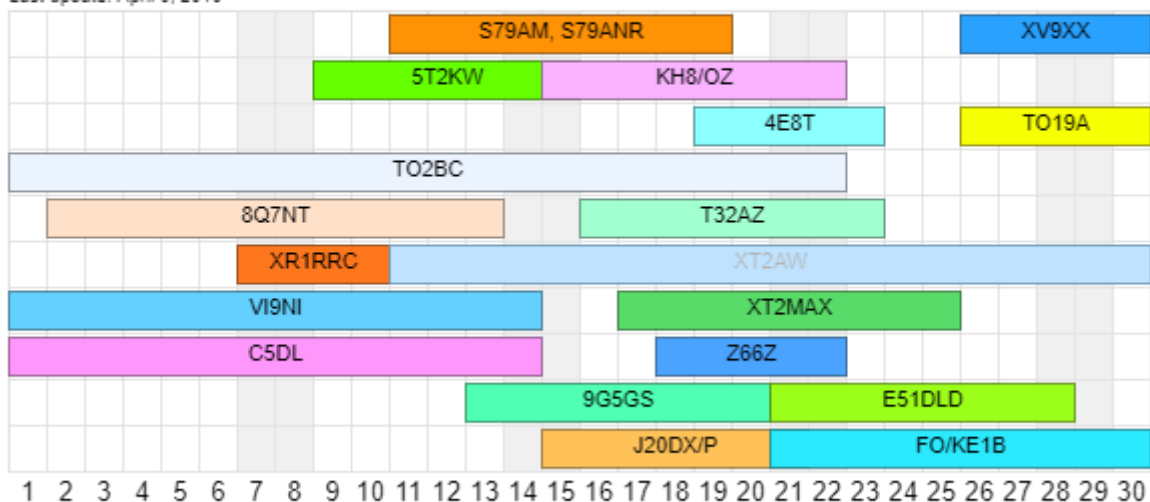 S79AM, S79ANR XV9XX
5T2KW KH8/OZ
4E8T TO19A
TO2BC
8Q7NT T32AZ
XR1RRC XT2AW
VI9NI XT2MAX
C5DL Z66Z
9G5GS E51DLD
J20DX/P FO/KE1B
1 2 3 4 5 6 7 8 9 10 11 12 13 14 15 16 17 18 19 20 21 22 23 24 25 26 27 28 29 30